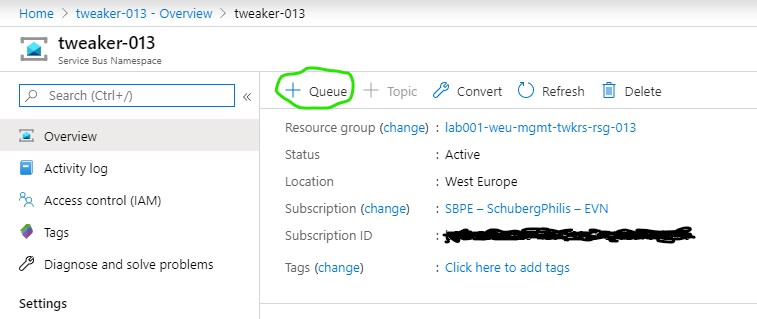 Home > tweaker-013 - Overview > tweaker-013
tweaker-013
Service Bus Namespace
Search (Ctrl+/) «
+ Queue + Topic Convert Refresh Delete
Overview
Activity log
Access control (IAM)
Tags
Diagnose and solve problems
Settings
Resource group (change) : lab001-weu-mgmt-twkrs-rsg-013
Status : Active
Location : West Europe
Subscription (change) : SBPE – SchubergPhilis – EVN
Subscription ID :
Tags (change) : Click here to add tags